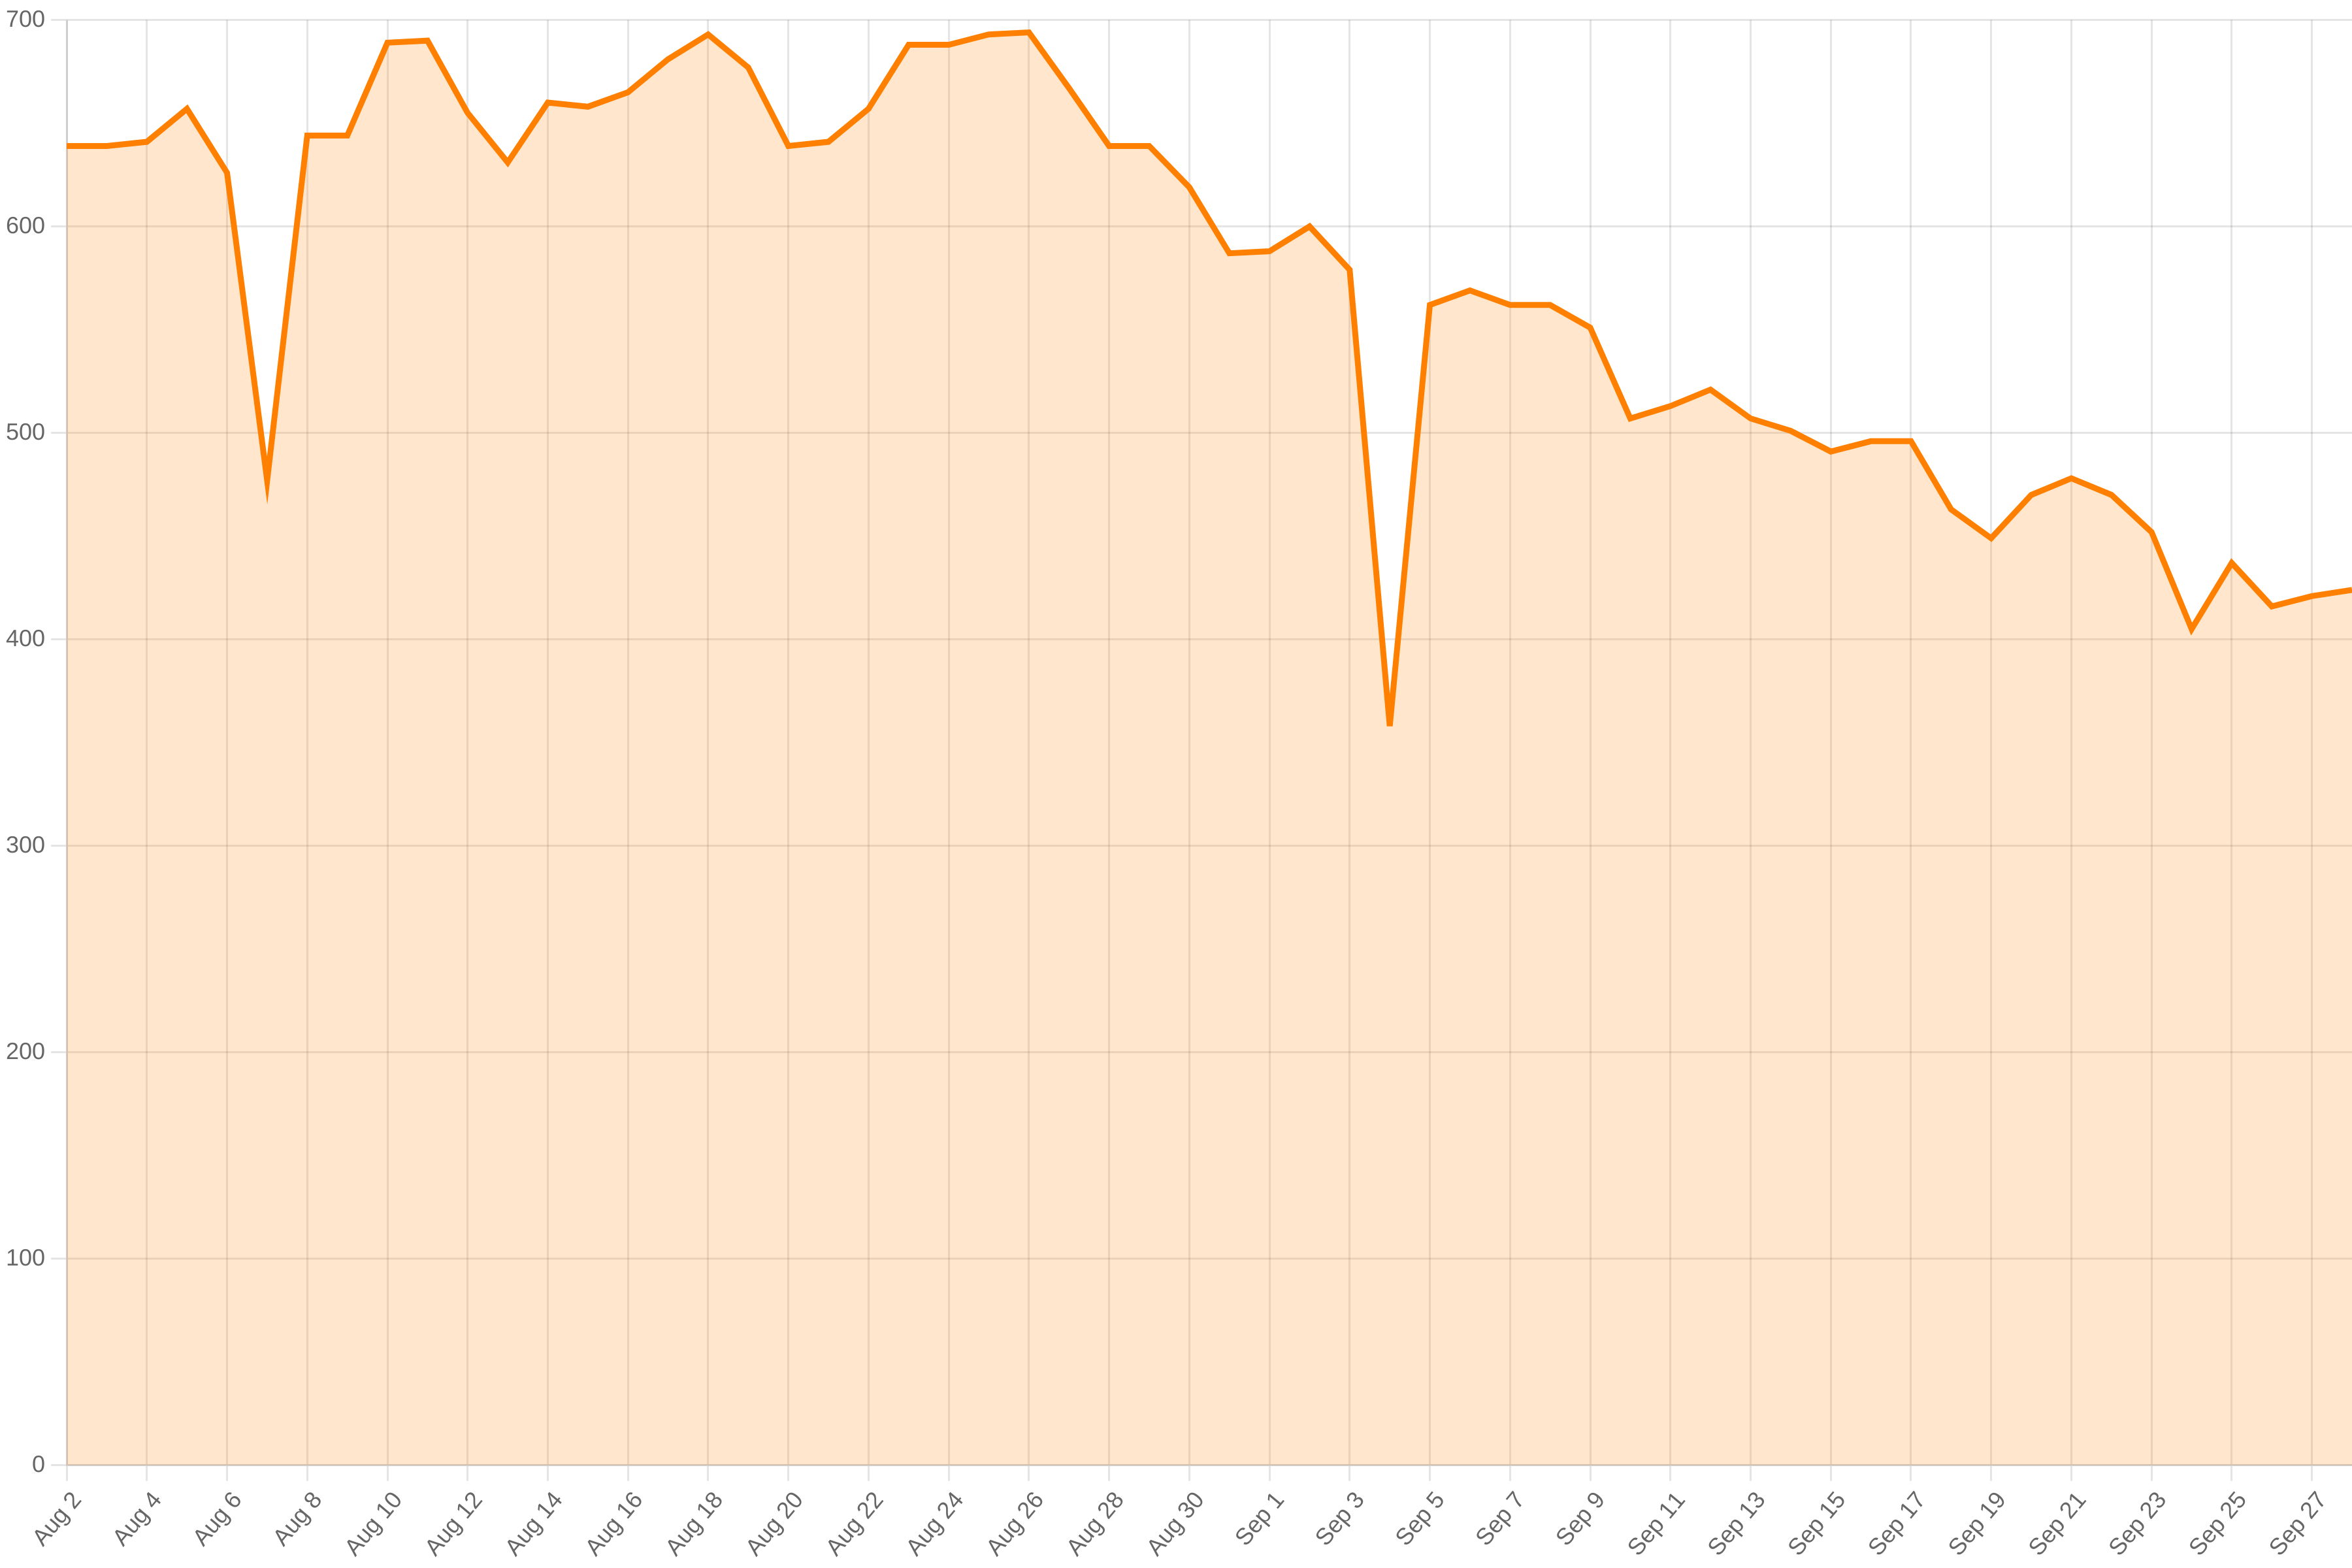 700
600
500
400
300
200
100
0
Aug 2
Aug 4
Aug 6
Aug 8
Aug 10
Aug 12
Aug 14
Aug 16
Aug 18
Aug 20
Aug 22
Aug 24
Aug 26
Aug 28
Aug 30
Sep 1
Sep 3
Sep 5
Sep 7
Sep 9
Sep 11
Sep 13
Sep 15
Sep 17
Sep 19
Sep 21
Sep 23
Sep 25
Sep 27